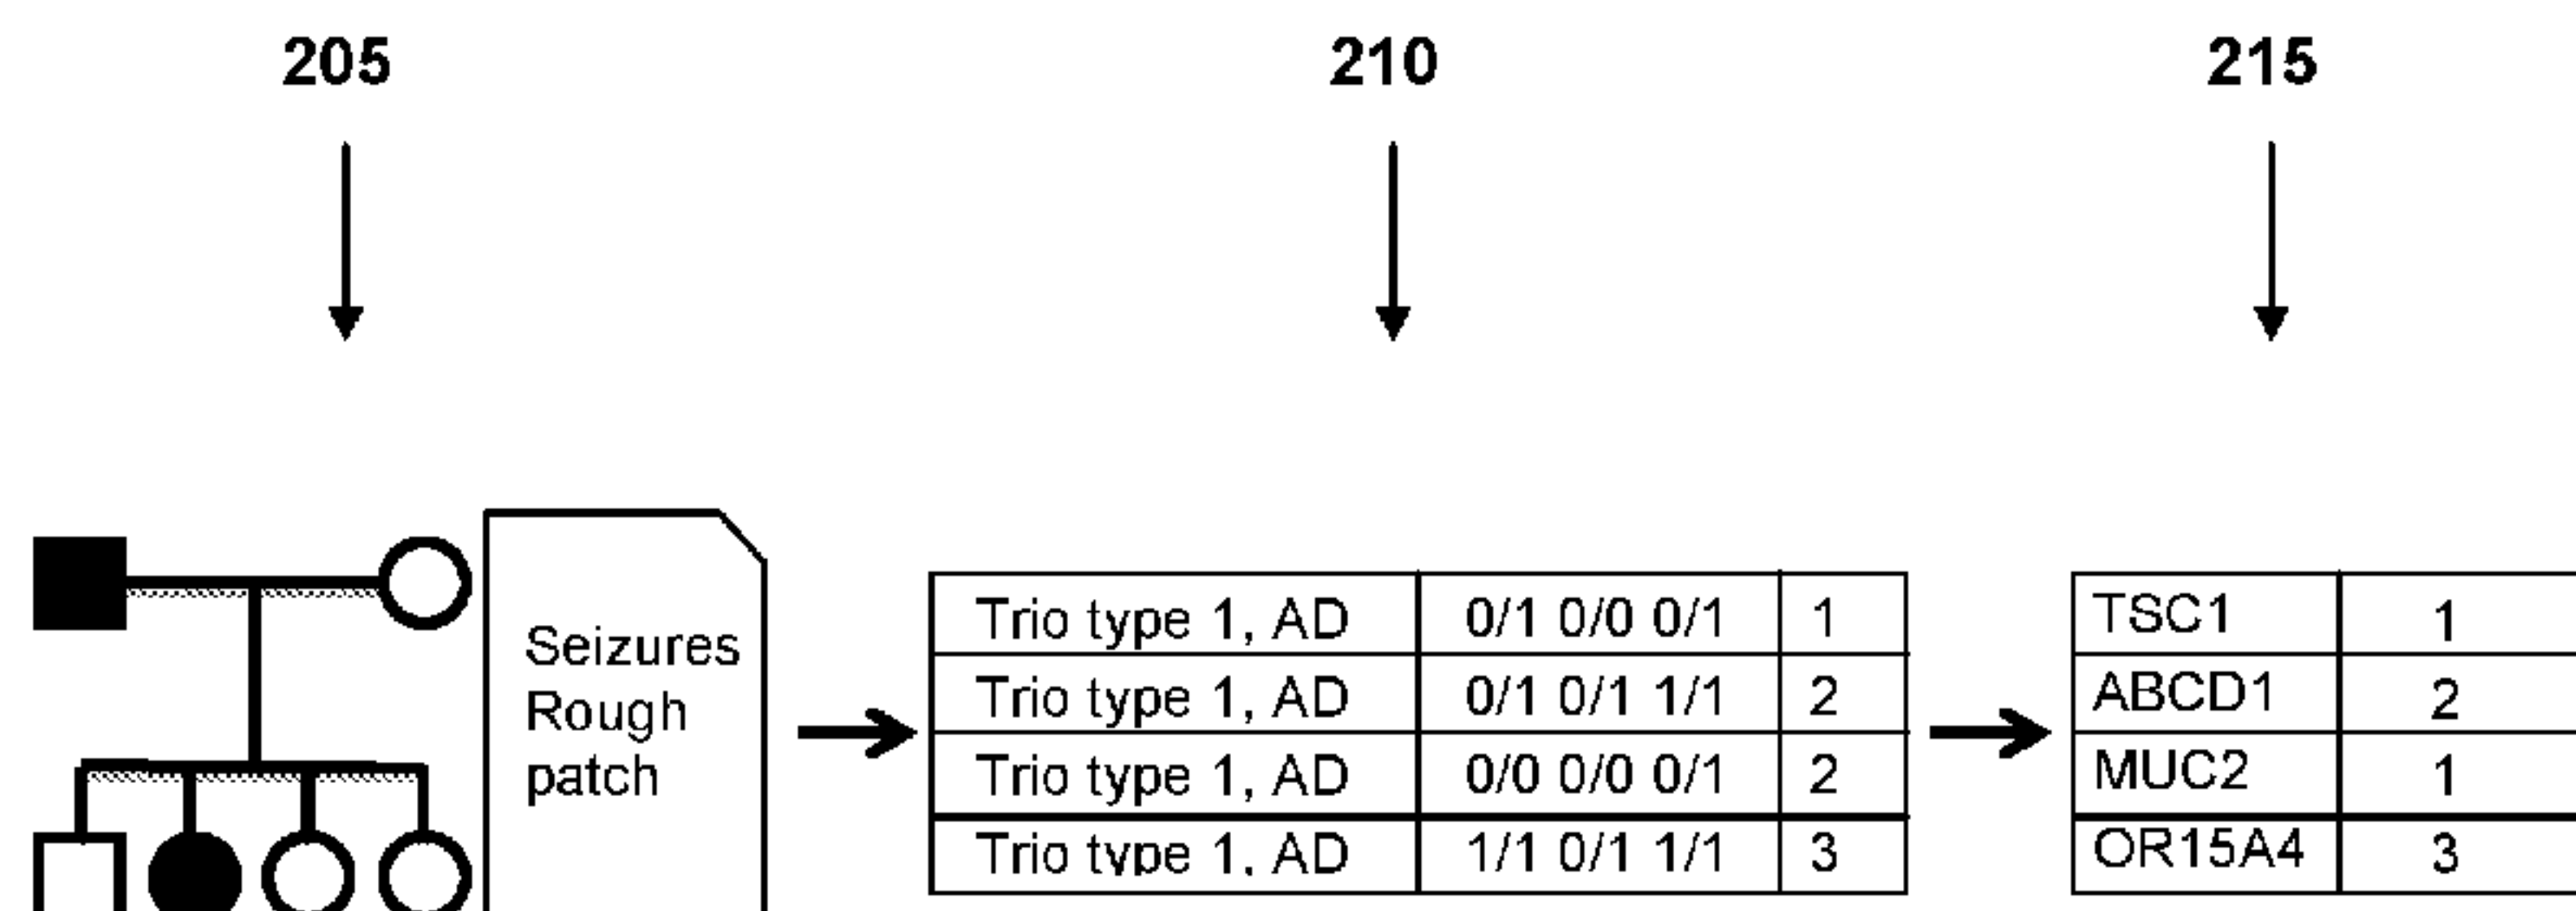 205 210 215
Seizures
Rough
patch
Trio type 1, AD 0/1 0/0 0/1 1
Trio type 1, AD 0/1 0/1 1/1 2
Trio type 1, AD 0/0 0/0 0/1 2
Trio type 1, AD 1/1 0/1 1/1 3
TSC1 1
ABCD1 2
MUC2 1
OR15A4 3